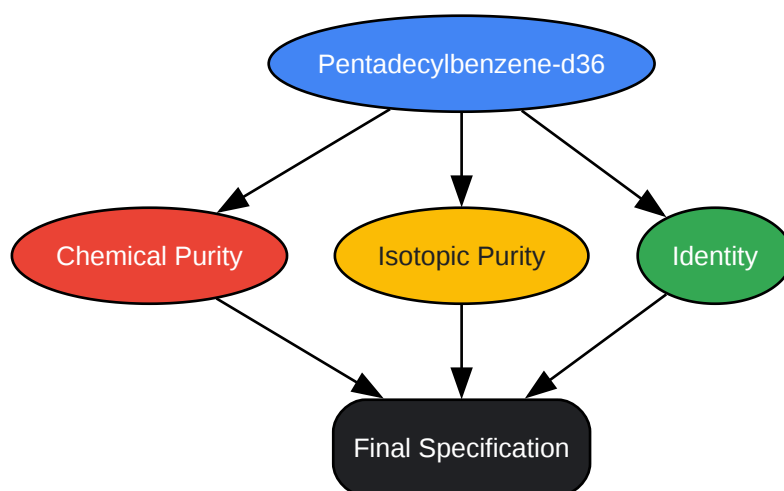 Pentadecylbenzene-d36
Chemical Purity
Isotopic Purity
Identity
Final Specification